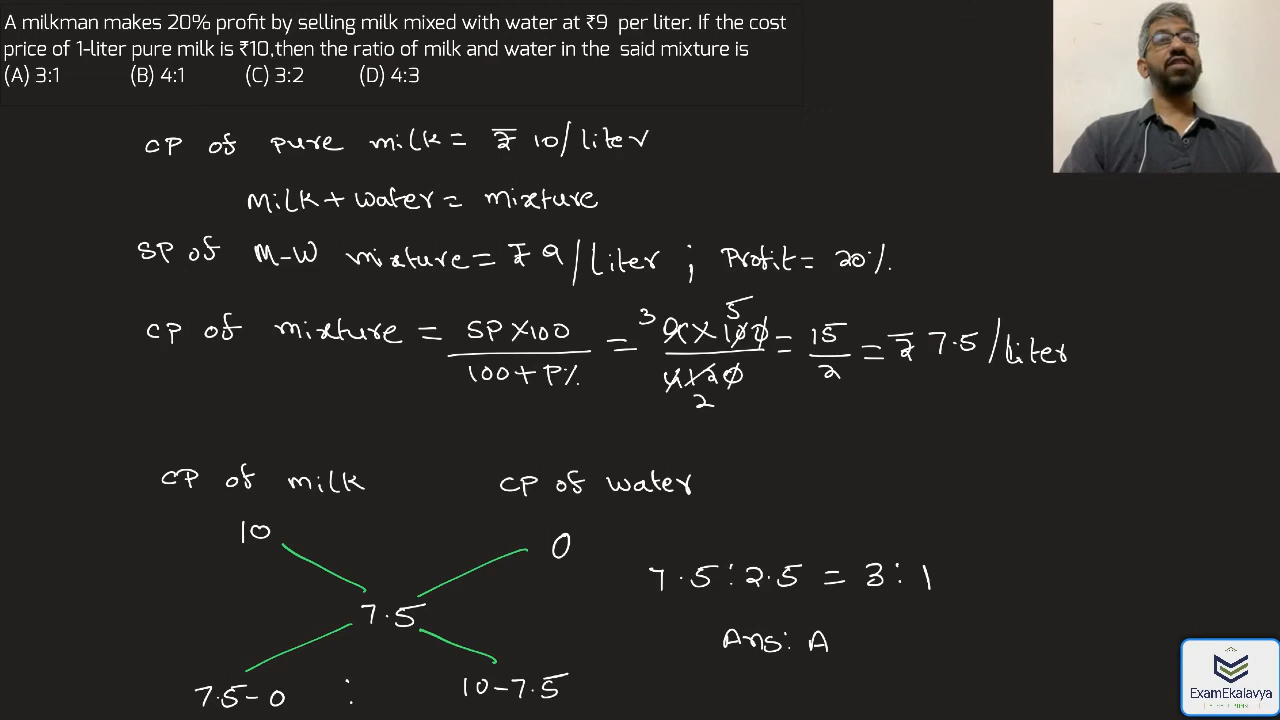 A milkman makes 20% profit by selling milk mixed with water at ₹9 per liter. If the cost
price of 1-liter pure milk is ₹10,then the ratio of milk and water in the said mixture is
(A) 3:1 (B) 4:1 (C) 3:2 (D) 4:3
CP of pure milk = ₹ 10/liter
Milk + water = mixture
SP of M-W mixture = ₹ 9/liter ; Profit = 20%.
CP of mixture = SP X 100 / 100 + P% = 9 X 100 / 120 = 15/2 = ₹ 7.5/liter
3 5
2
CP of milk CP of water
10 0
7.5
7.5 : 2.5 = 3 : 1
Ans: A
7.5-0 : 10-7.5
ExamEkalavya